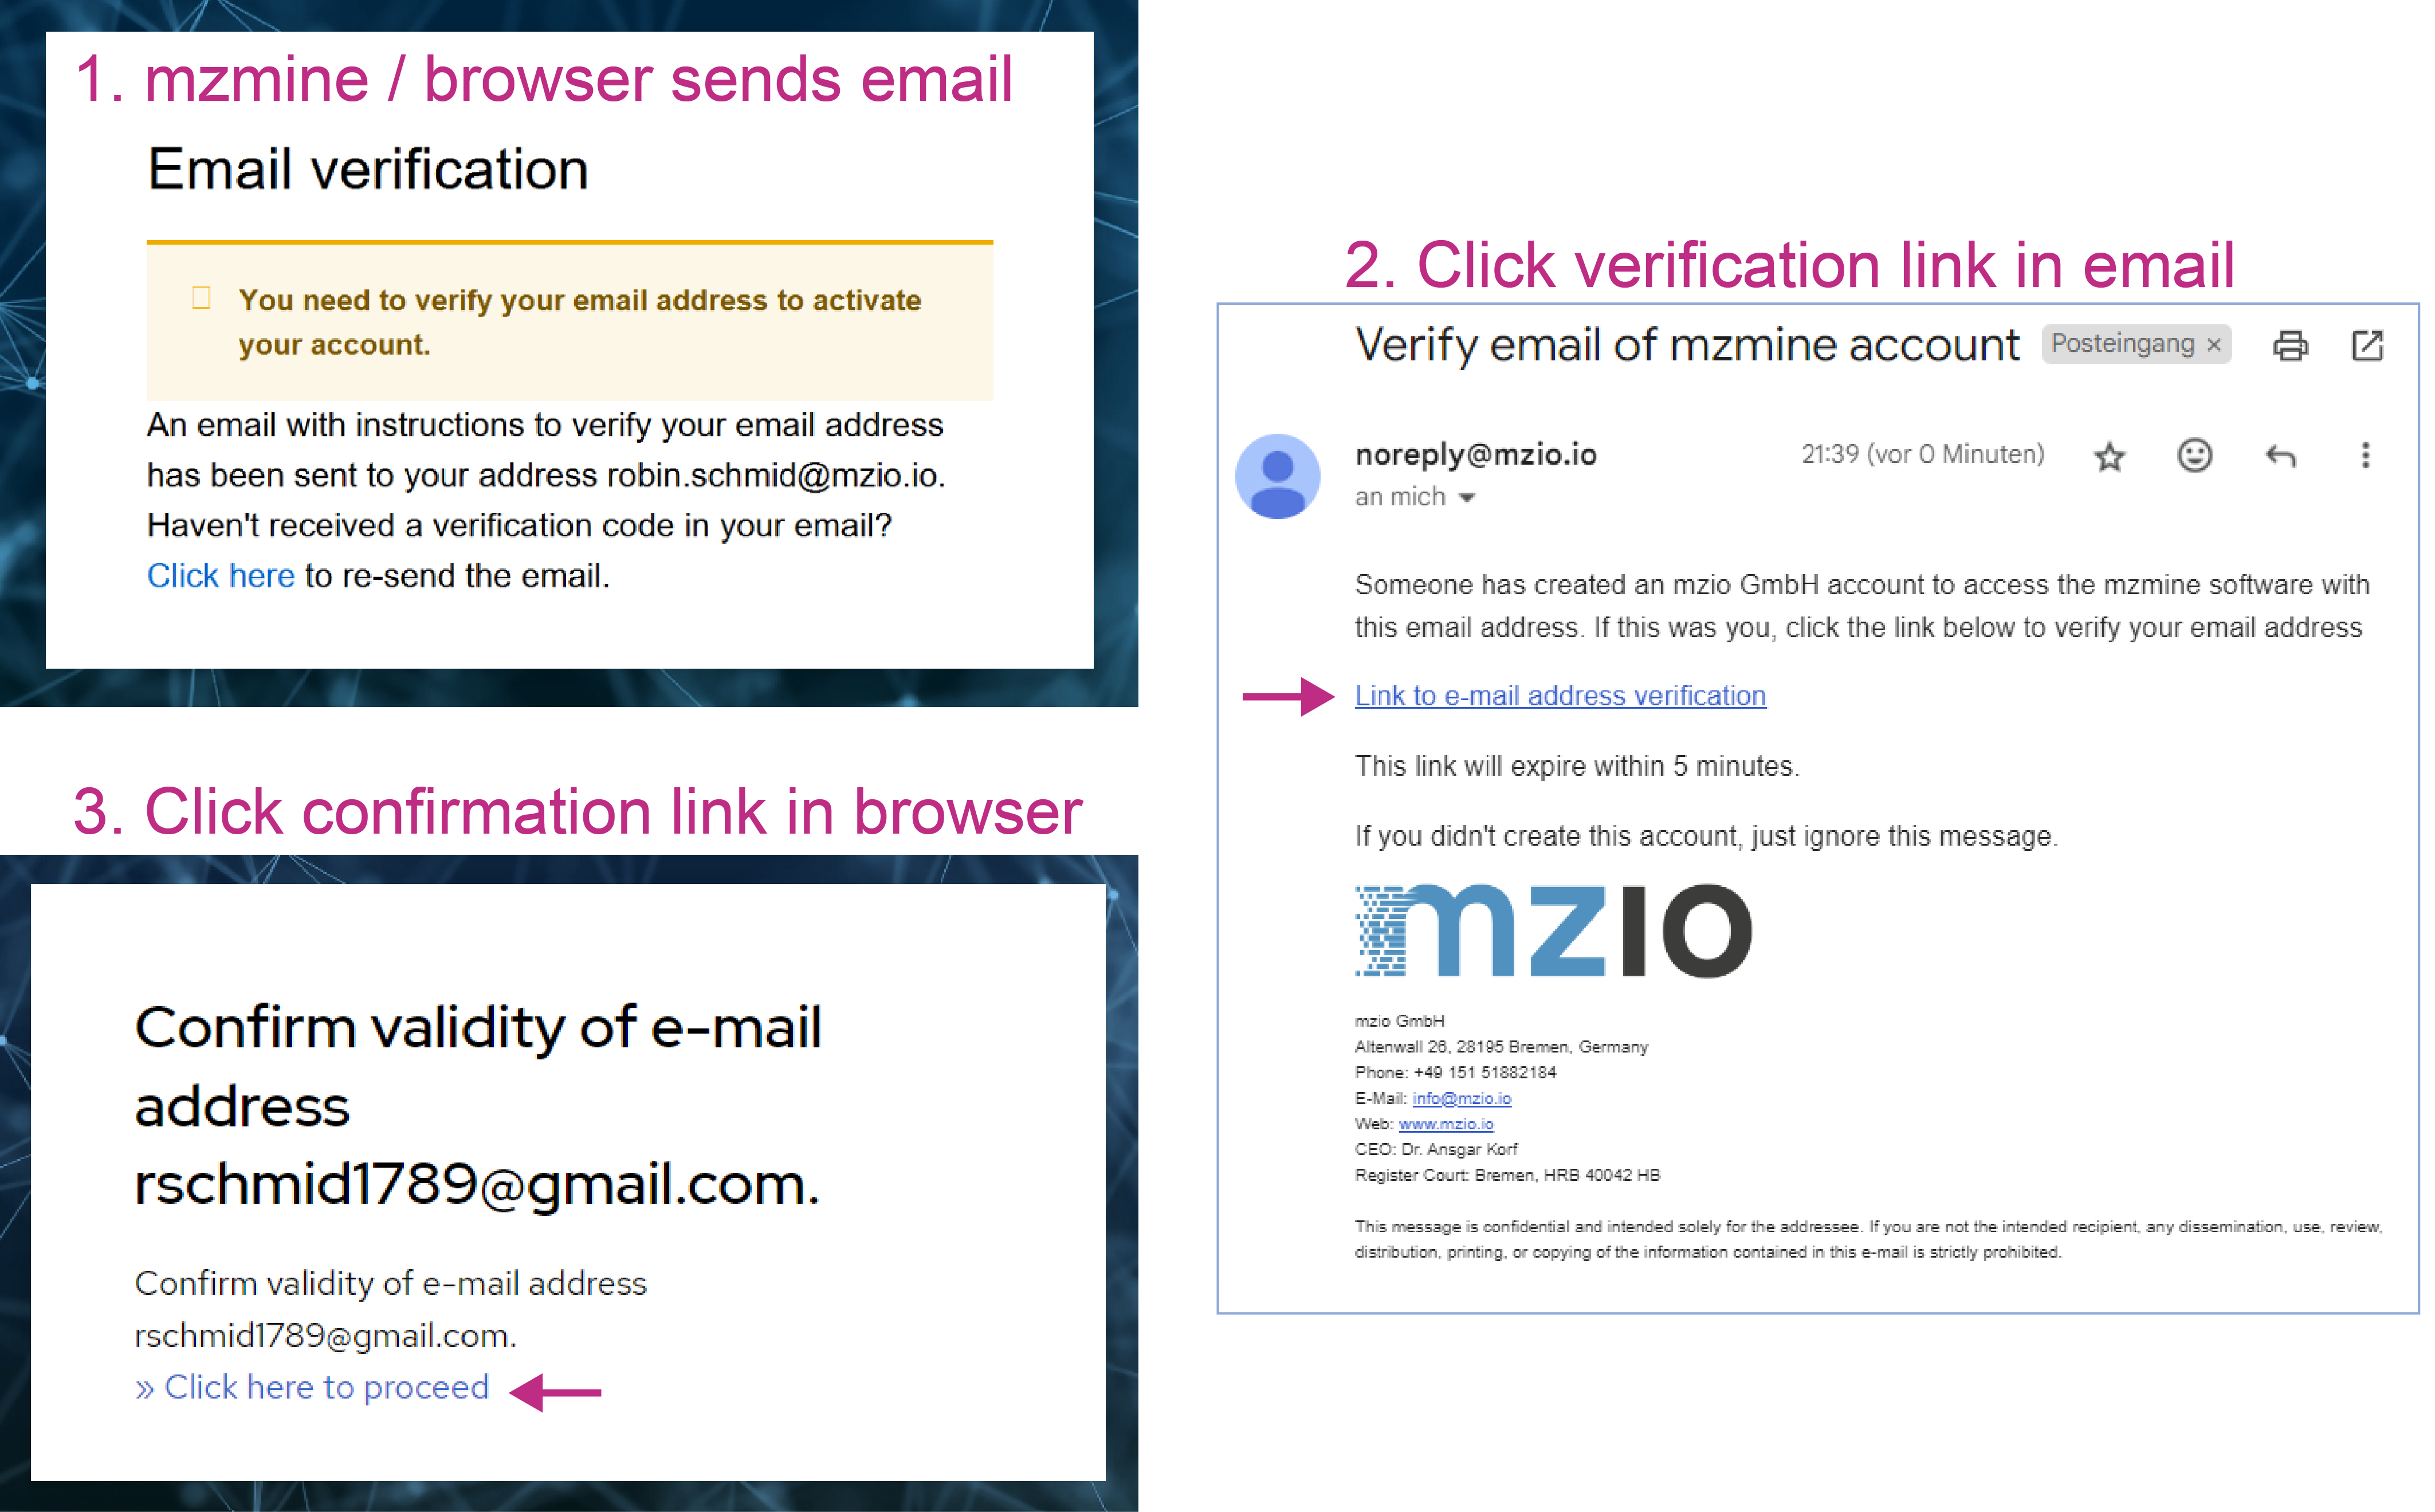 1. mzmine / browser sends email
Email verification
You need to verify your email address to activate
your account.
An email with instructions to verify your email address
has been sent to your address robin.schmid@mzio.io.
Haven't received a verification code in your email?
Click here to re-send the email.
2. Click verification link in email
Verify email of mzmine account Posteingang ×
noreply@mzio.io 21:39 (vor 0 Minuten)
an mich
Someone has created an mzio GmbH account to access the mzmine software with
this email address. If this was you, click the link below to verify your email address
Link to e-mail address verification
This link will expire within 5 minutes.
If you didn't create this account, just ignore this message.
mzio
mzio GmbH
Altenwall 26, 28195 Bremen, Germany
Phone: +49 151 51882184
E-Mail: info@mzio.io
Web: www.mzio.io
CEO: Dr. Ansgar Korf
Register Court: Bremen, HRB 40042 HB
This message is confidential and intended solely for the addressee. If you are not the intended recipient, any dissemination, use, review,
distribution, printing, or copying of the information contained in this e-mail is strictly prohibited.
3. Click confirmation link in browser
Confirm validity of e-mail
address
rschmid1789@gmail.com.
Confirm validity of e-mail address
rschmid1789@gmail.com.
» Click here to proceed